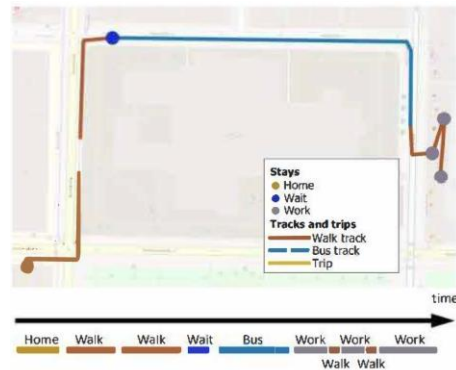 Stays
Home
Wait
Work
Tracks and trips
Walk track
Bus track
Trip
time
Home Walk Walk Wait Bus Work Work Work
Walk Walk